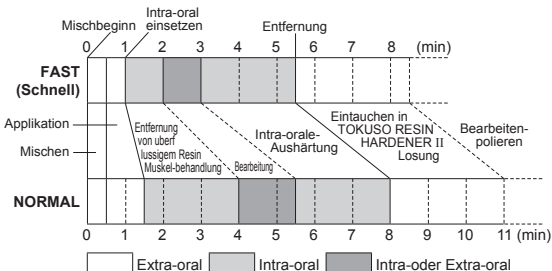 Mischbeginn
Intra-oral
einsetzen
Entfernung
0 1 2 3 4 5 6 7 8 (min)
FAST
(Schnell)
Applikation
Mischen
Entfernung
von uberf
lussigem Resin
Muskel-behandlung
Bearbeitung
Intra-orale-
Aushärtung
Eintauchen in
TOKUSO RESIN
HARDENER II
Losung
Bearbeiten-
polieren
NORMAL
0 1 2 3 4 5 6 7 8 9 10 11 (min)
Extra-oral Intra-oral Intra-oder Extra-oral